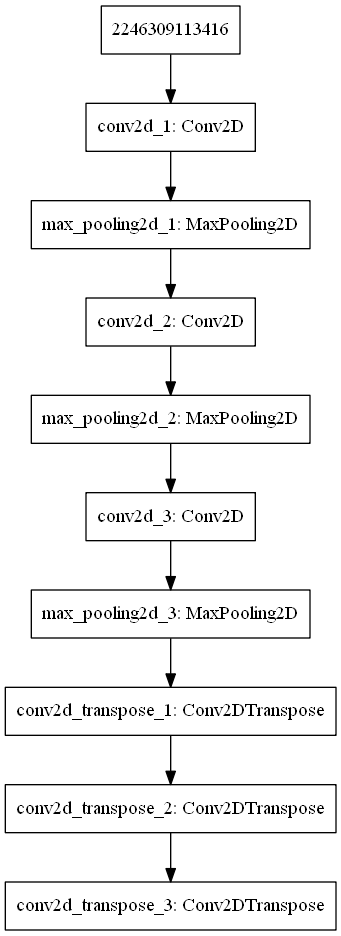 2246309113416
conv2d_1: Conv2D
max_pooling2d_1: MaxPooling2D
conv2d_2: Conv2D
max_pooling2d_2: MaxPooling2D
conv2d_3: Conv2D
max_pooling2d_3: MaxPooling2D
conv2d_transpose_1: Conv2DTranspose
conv2d_transpose_2: Conv2DTranspose
conv2d_transpose_3: Conv2DTranspose